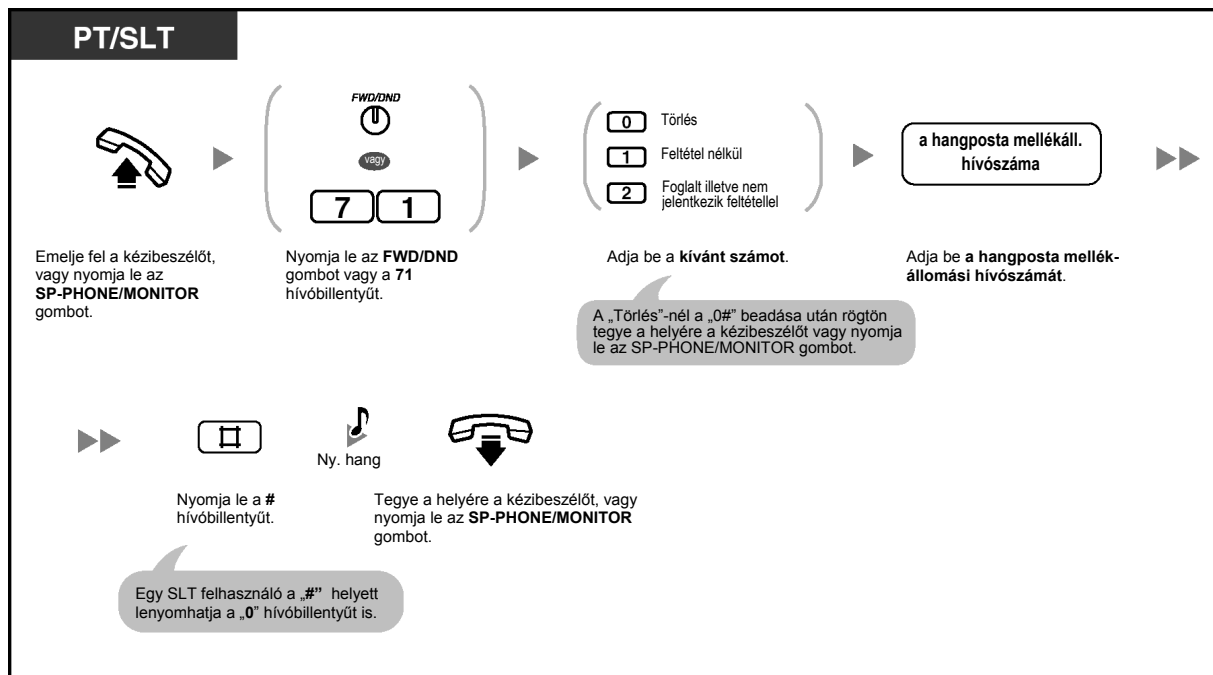 PT/SLT
FWD/DND
vagy
7 1
0 Törlés
1 Feltétel nélkül
2 Foglalt illetve nem
jelentkezik feltétellel
a hangposta mellékáll.
hívószáma
Emelje fel a kézibeszélőt,
vagy nyomja le az
SP-PHONE/MONITOR
gombot.
Nyomja le az FWD/DND
gombot vagy a 71
hívóbillentyűt.
Adja be a kívánt számot.
Adja be a hangposta mellék-
állomási hívószámát.
A „Törlés”-nél a „0#” beadása után rögtön
tegye a helyére a kézibeszélőt vagy nyomja
le az SP-PHONE/MONITOR gombot.
#
Ny. hang
Nyomja le a #
hívóbillentyűt.
Tegye a helyére a kézibeszélőt, vagy
nyomja le az SP-PHONE/MONITOR
gombot.
Egy SLT felhasználó a „#” helyett
lenyomhatja a „0” hívóbillentyűt is.